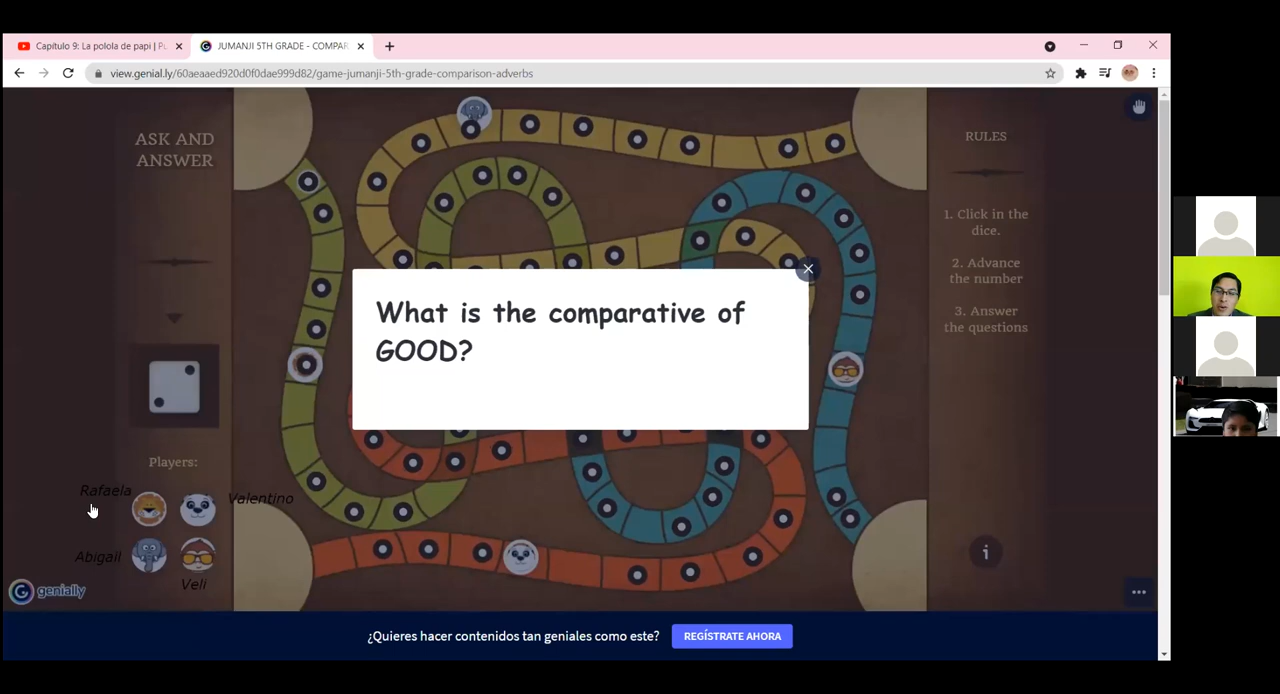 Capítulo 9: La polola de papi | Pu
JUMANJI 5TH GRADE - COMPAR
view.genial.ly/60aeaaed920d0f0dae999d82/game-jumanji-5th-grade-comparison-adverbs
ASK AND
ANSWER
Players:
Rafaela
Valentino
Abigail
Veli
genially
What is the comparative of
GOOD?
RULES
1. Click in the
dice.
2. Advance
the number
3. Answer
the questions
i
¿Quieres hacer contenidos tan geniales como este?
REGÍSTRATE AHORA